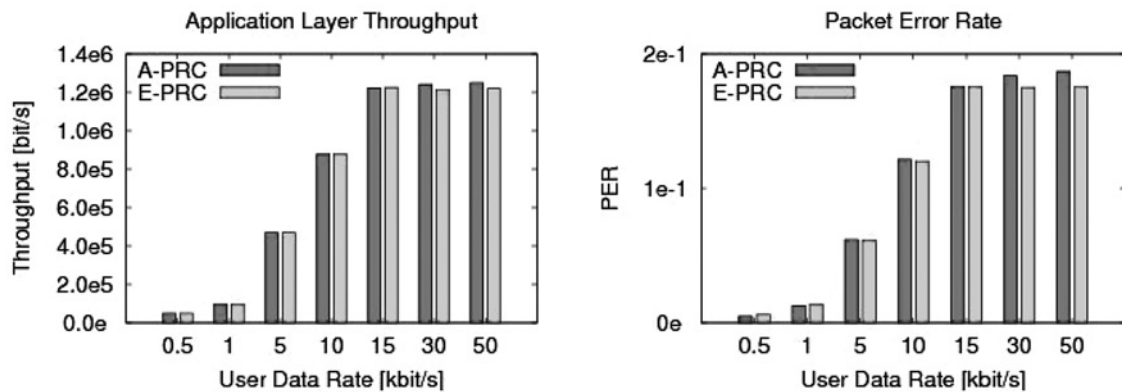 Application Layer Throughput
1.4e6
1.2e6
1.0e6
8.0e5
6.0e5
4.0e5
2.0e5
0.0e
Throughput [bit/s]
A-PRC
E-PRC
0.5 1 5 10 15 30 50
User Data Rate [kbit/s]
Packet Error Rate
2e-1
1e-1
0e
PER
A-PRC
E-PRC
0.5 1 5 10 15 30 50
User Data Rate [kbit/s]